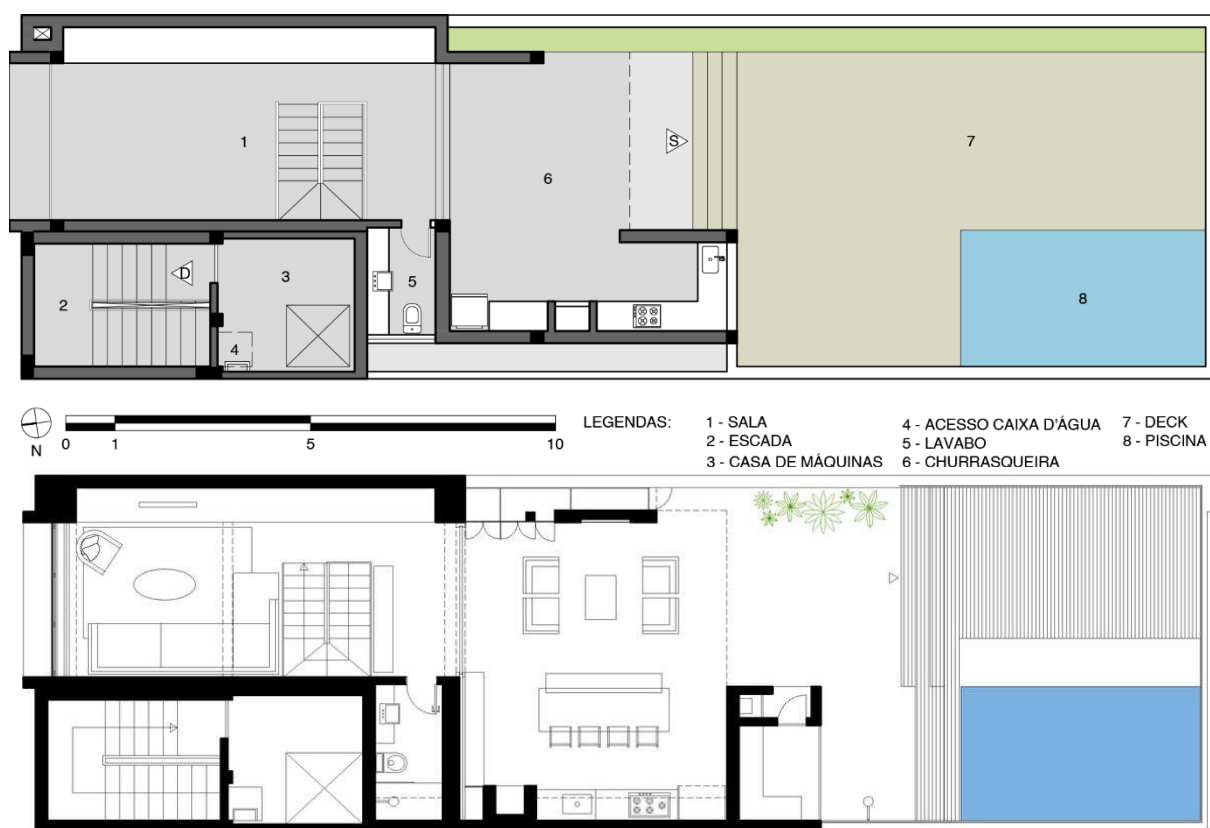 1
S
7
6
D
3
5
2
8
4
N
0 1 5 10
LEGENDAS:
1 - SALA
2 - ESCADA
3 - CASA DE MÁQUINAS
4 - ACESSO CAIXA D'ÁGUA
5 - LAVABO
6 - CHURRASQUEIRA
7 - DECK
8 - PISCINA